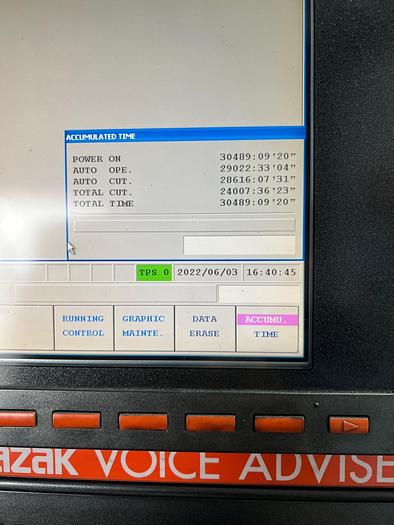 ACCUMULATED TIME
POWER ON 30489:09'20"
AUTO OPE. 29022:33'04"
AUTO CUT. 28616:07'31"
TOTAL CUT. 24007:36'23"
TOTAL TIME 30489:09'20"
TPS 0 2022/06/03 16:40:45
RUNNING CONTROL
GRAPHIC MAINTE.
DATA ERASE
ACCUMU. TIME
azak VOICE ADVISE